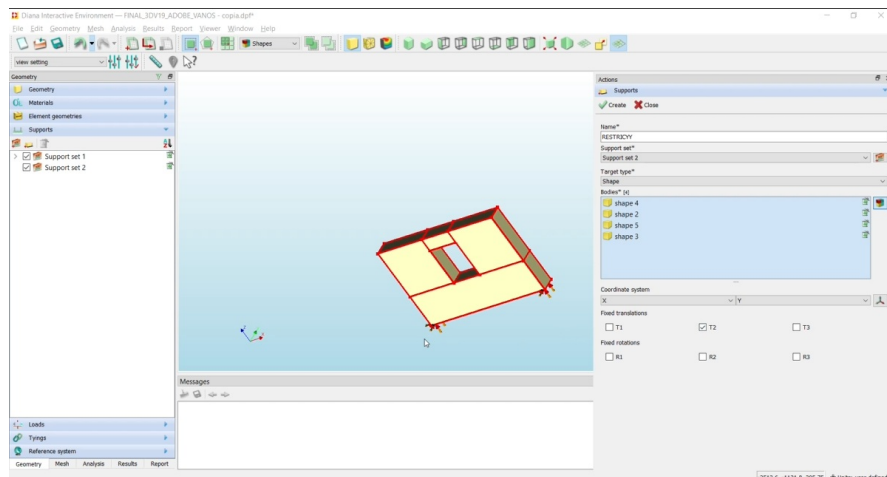 Diana Interactive Environment — FINAL_3DV19_ADOBE_VANOS - copia.dpf*
File Edit Geometry Mesh Analysis Results Report Viewer Window Help
Shapes
view setting
Geometry
Geometry
Materials
Element geometries
Supports
Support set 1
Support set 2
Loads
Tyings
Reference system
Geometry Mesh Analysis Results Report
Messages
Actions
Supports
Create Close
Name*
RESTRICYY
Support set*
Support set 2
Target type*
Shape
Bodies* [4]
shape 4
shape 2
shape 5
shape 3
Coordinate system
X Y
Fixed translations
T1 T2 T3
Fixed rotations
R1 R2 R3